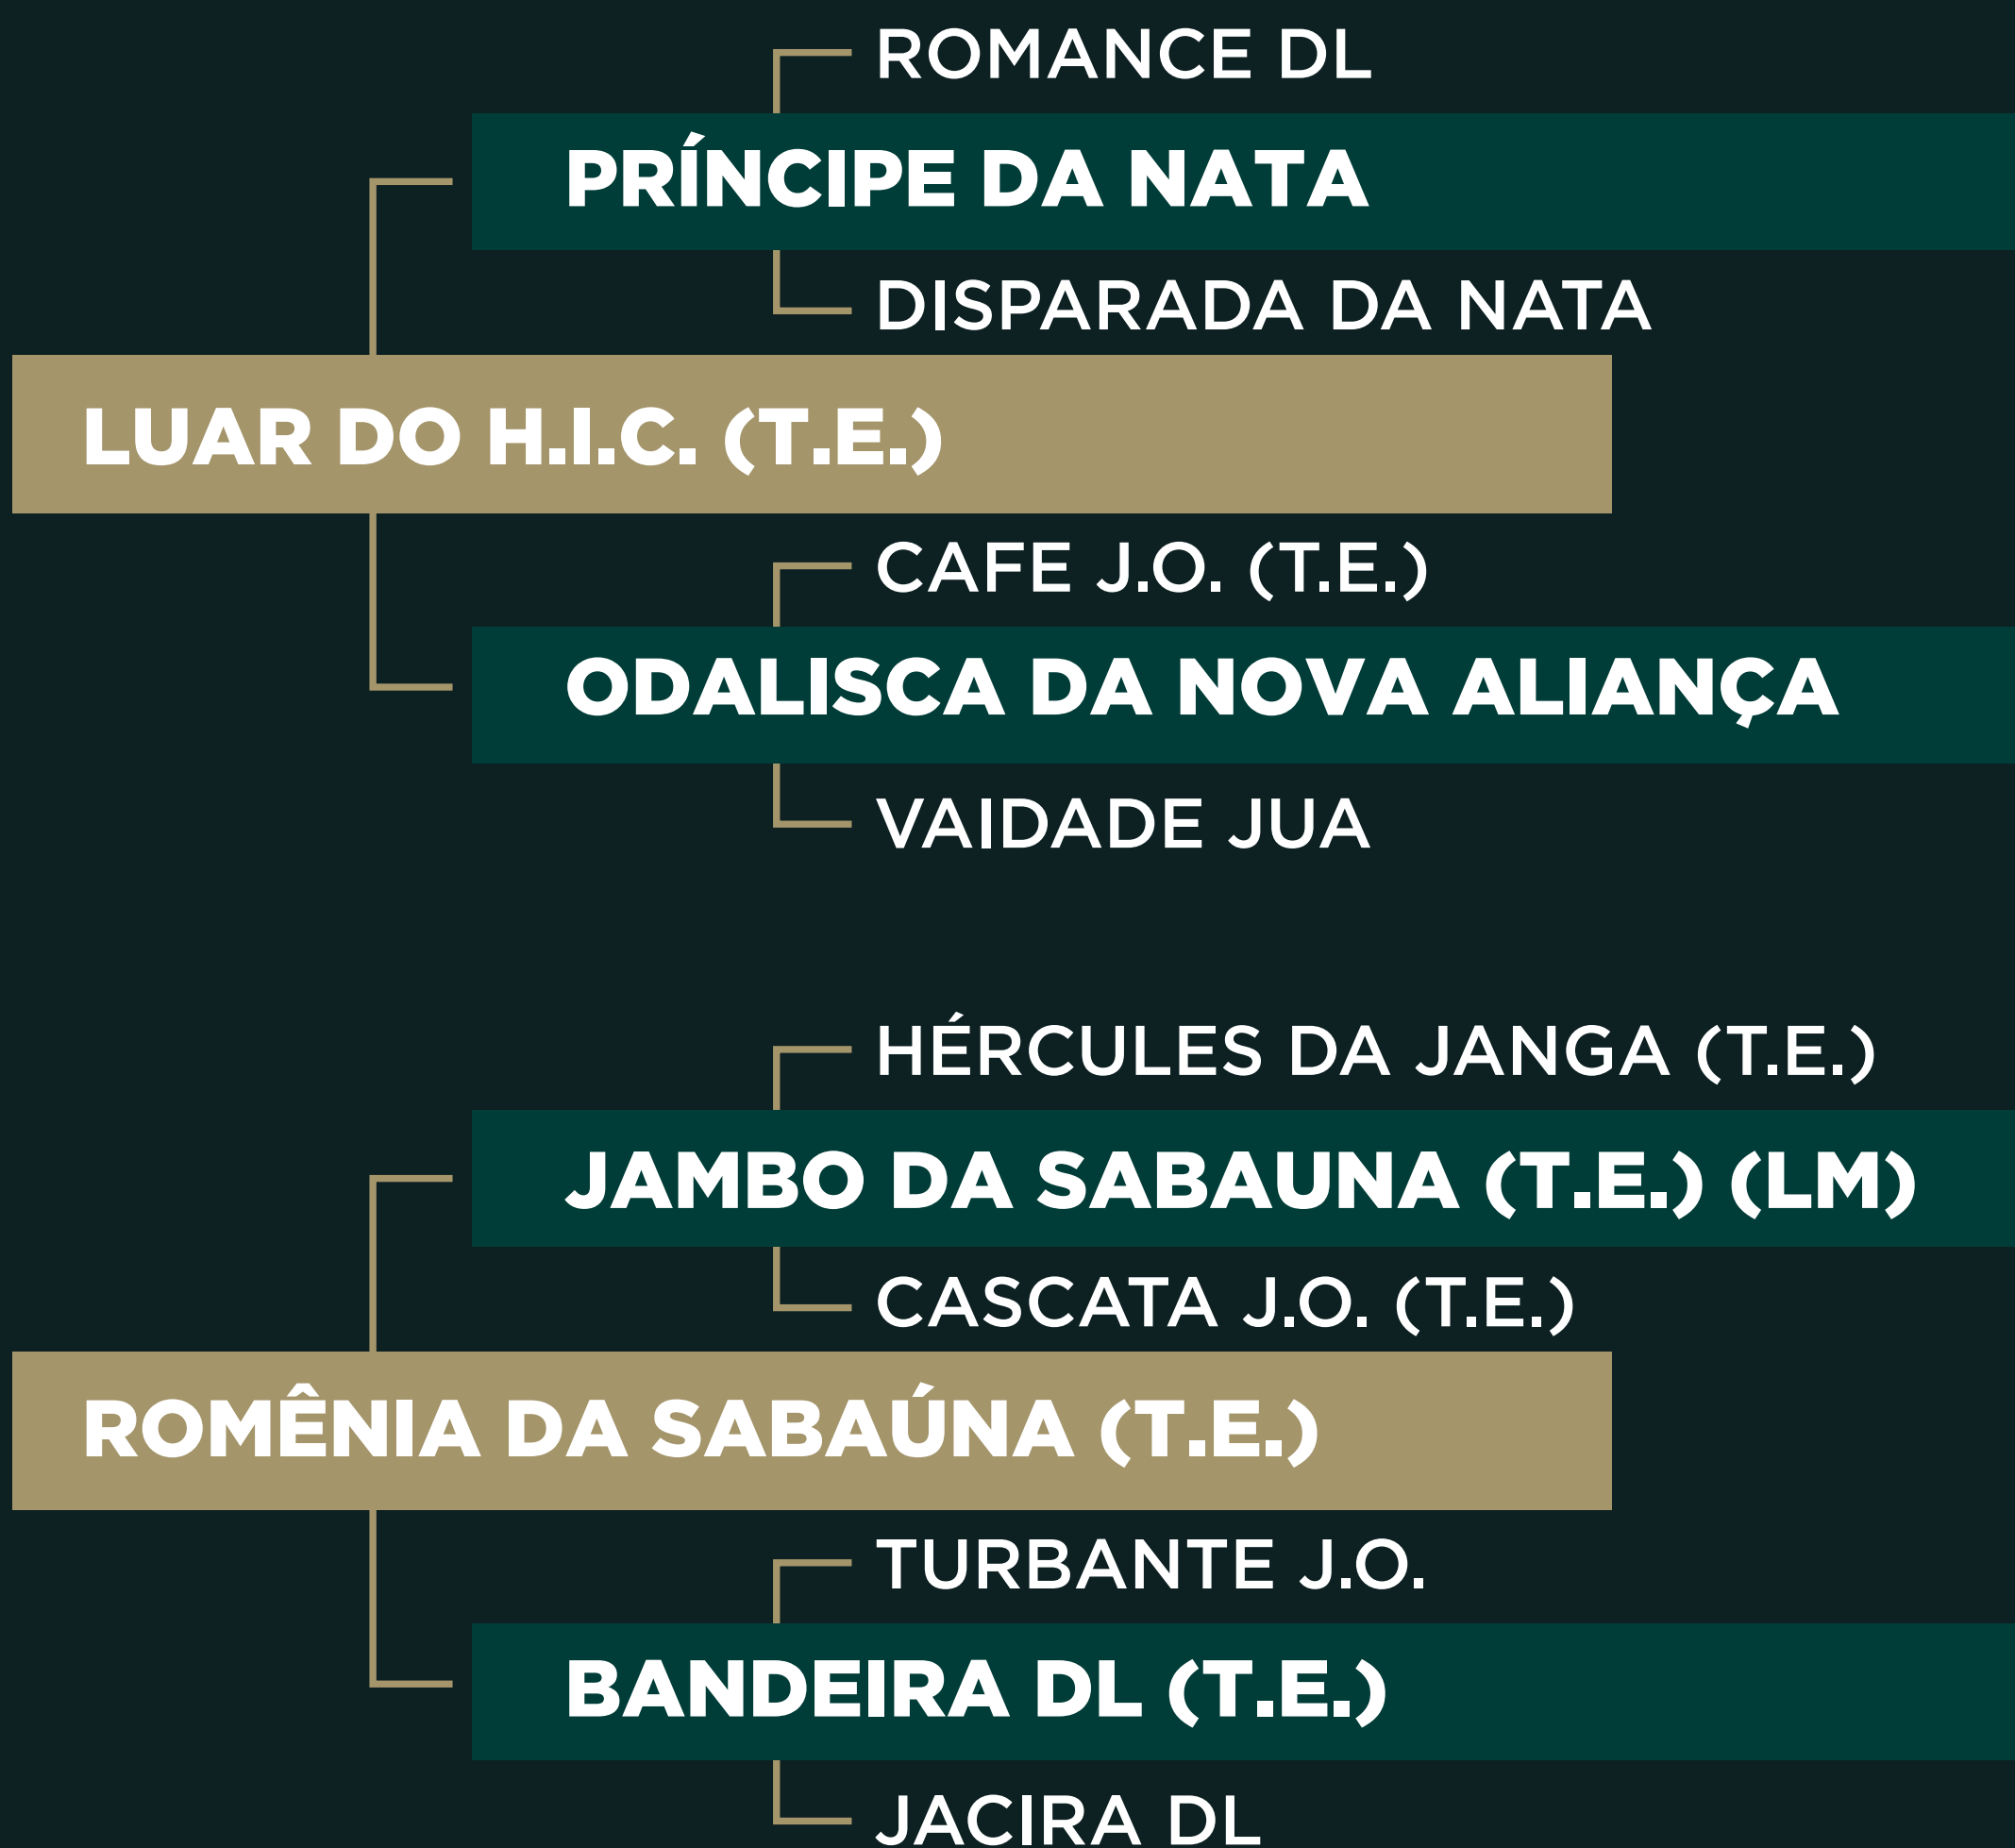 ROMANCE DL
PRÍNCIPE DA NATA
DISPARADA DA NATA
LUAR DO H.I.C. (T.E.)
CAFE J.O. (T.E.)
ODALISCA DA NOVA ALIANÇA
VAIDADE JUA
HÉRCULES DA JANGA (T.E.)
JAMBO DA SABAUNA (T.E.) (LM)
CASCATA J.O. (T.E.)
ROMÊNIA DA SABAÚNA (T.E.)
TURBANTE J.O.
BANDEIRA DL (T.E.)
JACIRA DL